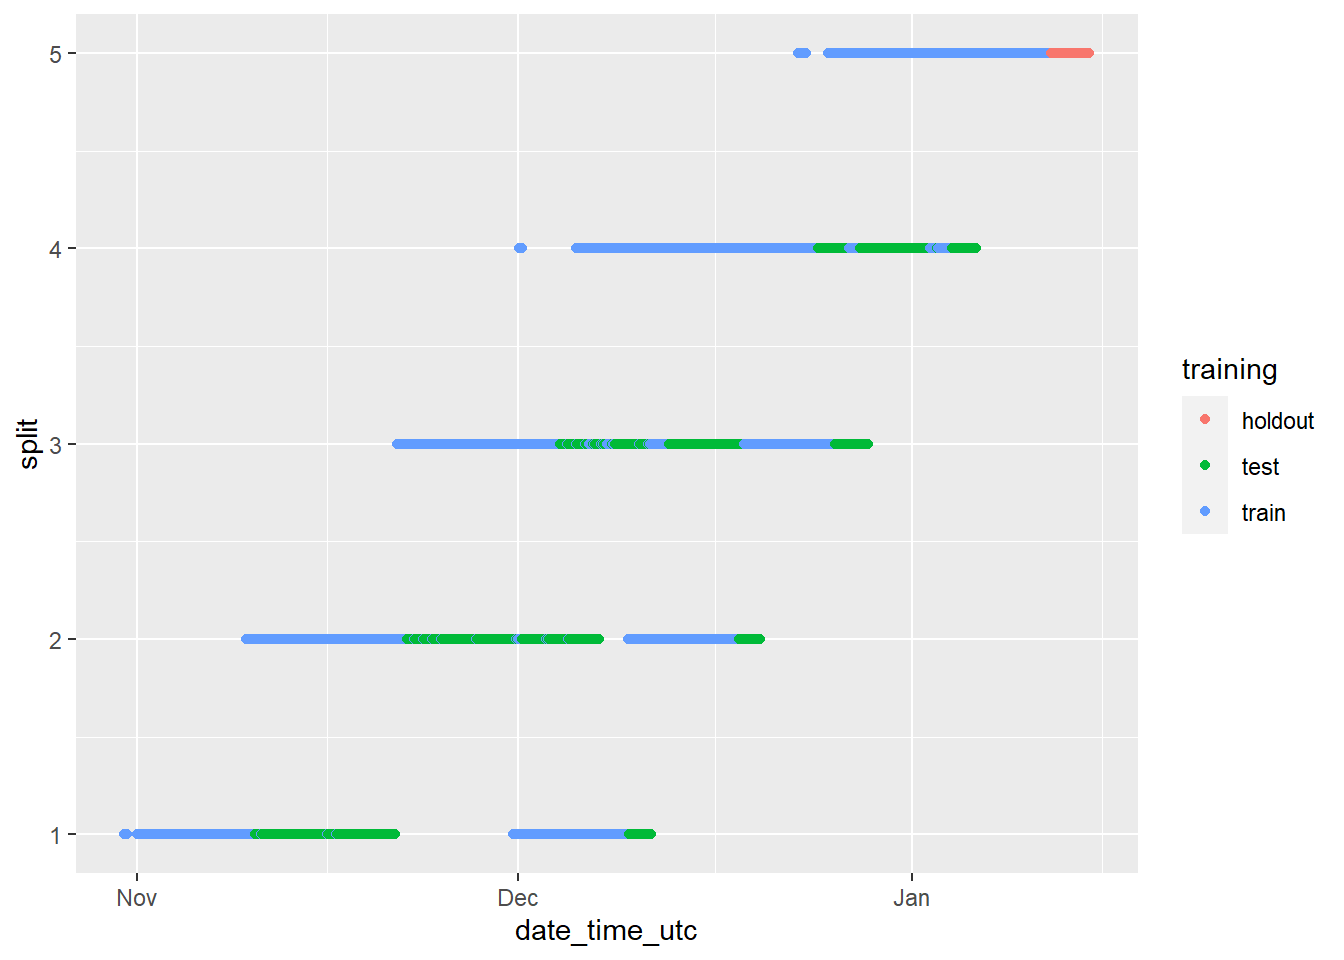 5
4
3
2
1
split
Nov Dec Jan
date_time_utc
training
holdout
test
train